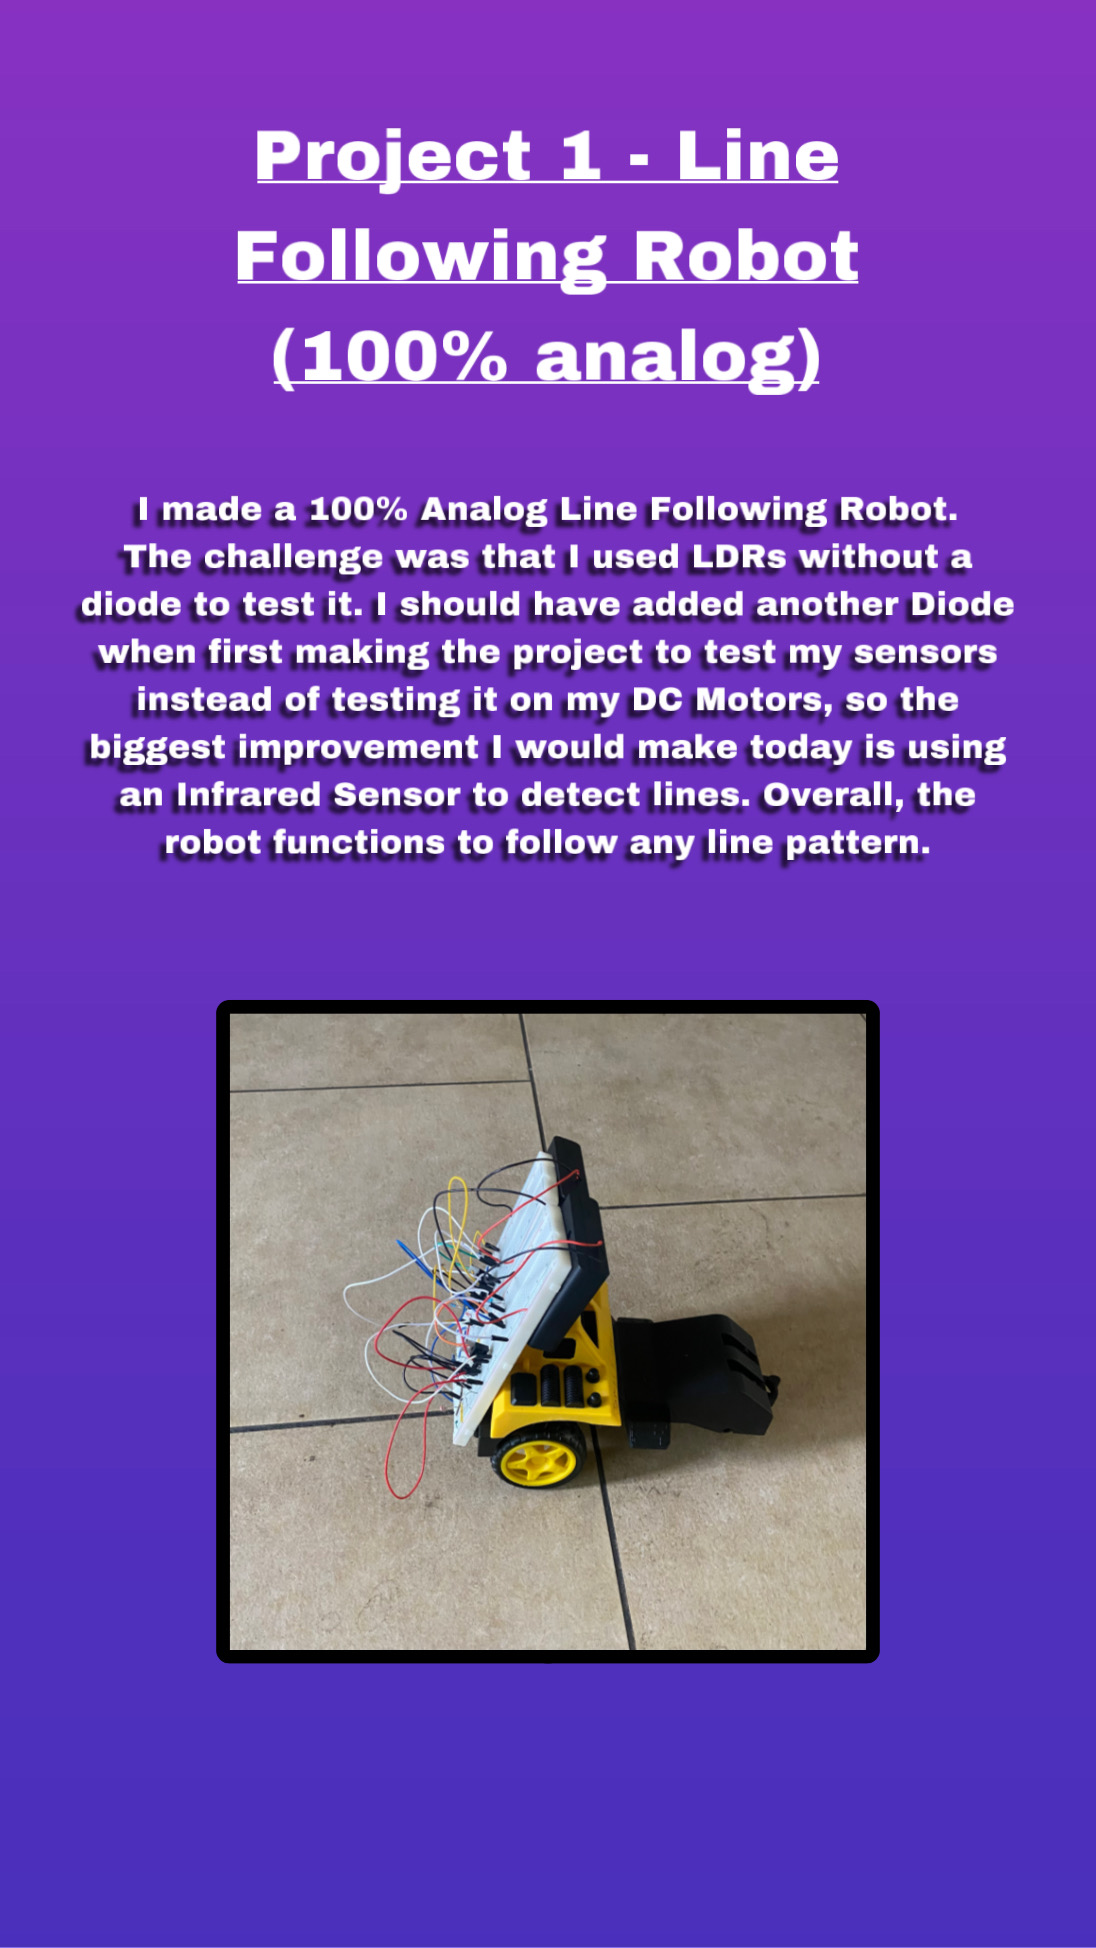 Project 1 - Line
Following Robot
(100% analog)
I made a 100% Analog Line Following Robot.
The challenge was that I used LDRs without a
diode to test it. I should have added another Diode
when first making the project to test my sensors
instead of testing it on my DC Motors, so the
biggest improvement I would make today is using
an Infrared Sensor to detect lines. Overall, the
robot functions to follow any line pattern.